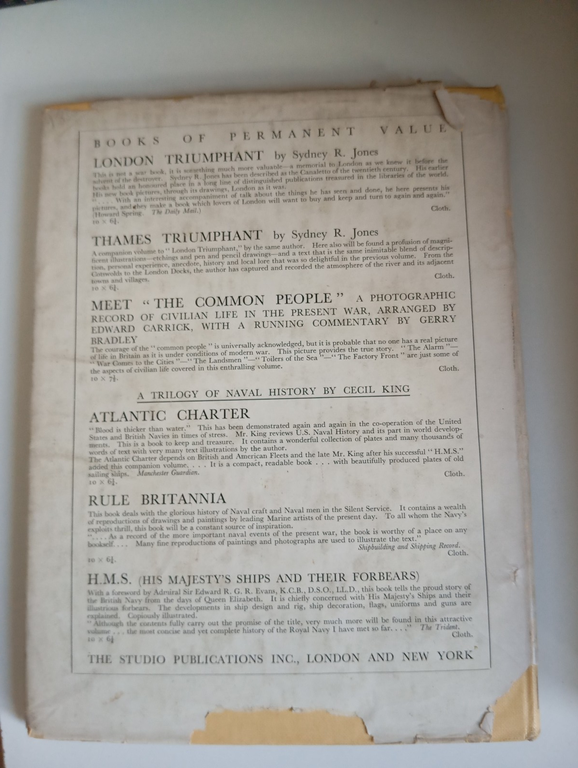 BOOKS OF PERMANENT VALUE
LONDON TRIUMPHANT by Sydney R. Jones
This is not a war book, it is something much more valuable—a memorial to London as we knew it before the
advent of the destroyers. Sydney R. Jones has been described as the Canaletto of the twentieth century. His earlier
books hold an honoured place in a long line of distinguished publications treasured in the libraries of the world.
His new book pictures, through its drawings, London as it was.
". . . With an interesting accompaniment of talk about the things he has seen and done, he here presents his
pictures, and they make a book which lovers of London will want to buy and keep and turn to again and again."
(Howard Spring. The Daily Mail.) Cloth.
10 × 6¾.
THAMES TRIUMPHANT by Sydney R. Jones
A companion volume to "London Triumphant," by the same author. Here also will be found a profusion of magni-
ficent illustrations—etchings and pen and pencil drawings—and a text that is the same inimitable blend of descrip-
tion, personal experience, anecdote, history and local lore that was so delightful in the previous volume. From the
Cotswolds to the London Docks, the author has captured and recorded the atmosphere of the river and its adjacent
towns and villages. Cloth.
10 × 6¾.
MEET "THE COMMON PEOPLE" A PHOTOGRAPHIC
RECORD OF CIVILIAN LIFE IN THE PRESENT WAR, ARRANGED BY
EDWARD CARRICK, WITH A RUNNING COMMENTARY BY GERRY
BRADLEY
The courage of the "common people" is universally acknowledged, but it is probable that no one has a real picture
of life in Britain as it is under conditions of modern war. This picture provides the true story. "The Alarm"—
"War Comes to the Cities"—"The Landsmen"—"Toilers of the Sea"—"The Factory Front" are just some of
the aspects of civilian life covered in this enthralling volume. Cloth.
10 × 7½.
A TRILOGY OF NAVAL HISTORY BY CECIL KING
ATLANTIC CHARTER
"Blood is thicker than water." This has been demonstrated again and again in the co-operation of the United
States and British Navies in times of stress. Mr. King reviews U.S. Naval History and its part in world develop-
ments. This is a book to keep and treasure. It contains a wonderful collection of plates and many thousands of
words of text with very many text illustrations by the author.
The Atlantic Charter depends on British and American Fleets and the late Mr. King after his successful "H.M.S."
added this companion volume. . . . It is a compact, readable book . . . with beautifully produced plates of old
sailing ships. Manchester Guardian. Cloth.
10 × 6¾.
RULE BRITANNIA
This book deals with the glorious history of Naval craft and Naval men in the Silent Service. It contains a wealth
of reproductions of drawings and paintings by leading Marine artists of the present day. To all whom the Navy's
exploits thrill, this book will be a constant source of inspiration.
". . . . As a record of the more important naval events of the present war, the book is worthy of a place on any
bookself. . . . Many fine reproductions of paintings and photographs are used to illustrate the text."
Shipbuilding and Shipping Record.
Cloth.
10 × 6¾.
H.M.S. (HIS MAJESTY'S SHIPS AND THEIR FORBEARS)
With a foreword by Admiral Sir Edward R. G. R. Evans, K.C.B., D.S.O., LL.D., this book tells the proud story of
the British Navy from the days of Queen Elizabeth. It is chiefly concerned with His Majesty's Ships and their
illustrious forbears. The developments in ship design and rig, ship decoration, flags, uniforms and guns are
explained. Copiously illustrated.
"Although the contents fully carry out the promise of the title, very much more will be found in this attractive
volume . . . the most concise and yet complete history of the Royal Navy I have met so far. . . ." The Trident.
10 × 6¾ Cloth.
THE STUDIO PUBLICATIONS INC., LONDON AND NEW YORK